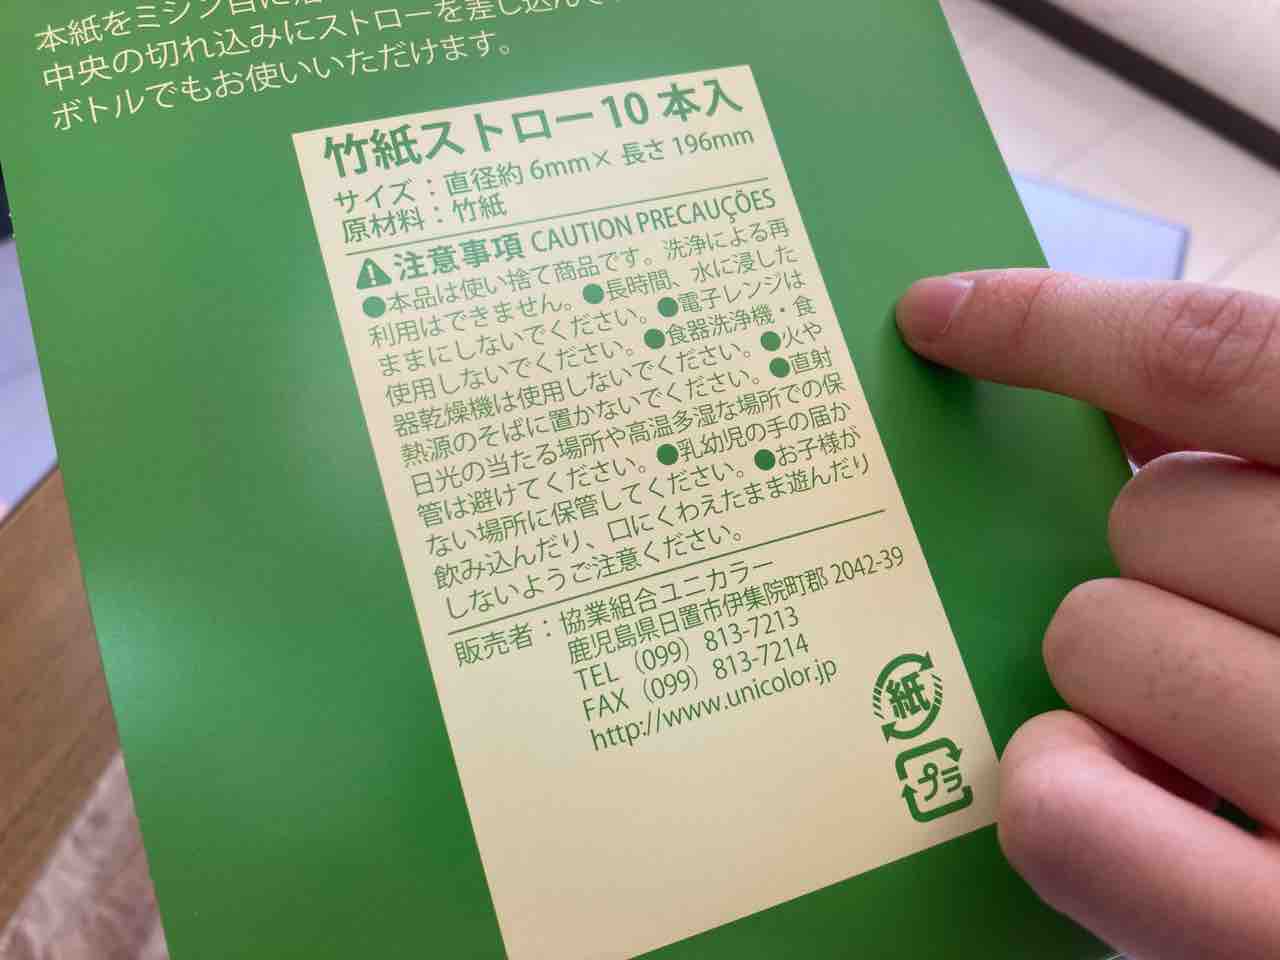 本紙をミシン目に
中央の切れ込みにストローを差し込んで
ボトルでもお使いいただけます。
竹紙ストロー10本入
サイズ：直径約6mm×長さ196mm
原材料：竹紙
注意事項 CAUTION PRECAUÇÕES
●本品は使い捨て商品です。洗浄による再
利用はできません。●長時間、水に浸した
ままにしないでください。●電子レンジは
使用しないでください。●食器洗浄機・食
器乾燥機は使用しないでください。●火や
熱源のそばに置かないでください。●直射
日光の当たる場所や高温多湿な場所での保
管は避けてください。●乳幼児の手の届か
ない場所に保管してください。●お子様が
飲み込んだり、口にくわえたまま遊んだり
しないようご注意ください。
販売者：協業組合ユニカラー
鹿児島県日置市伊集院町郡2042-39
TEL（099）813-7213
FAX（099）813-7214
http://www.unicolor.jp
紙
プラ